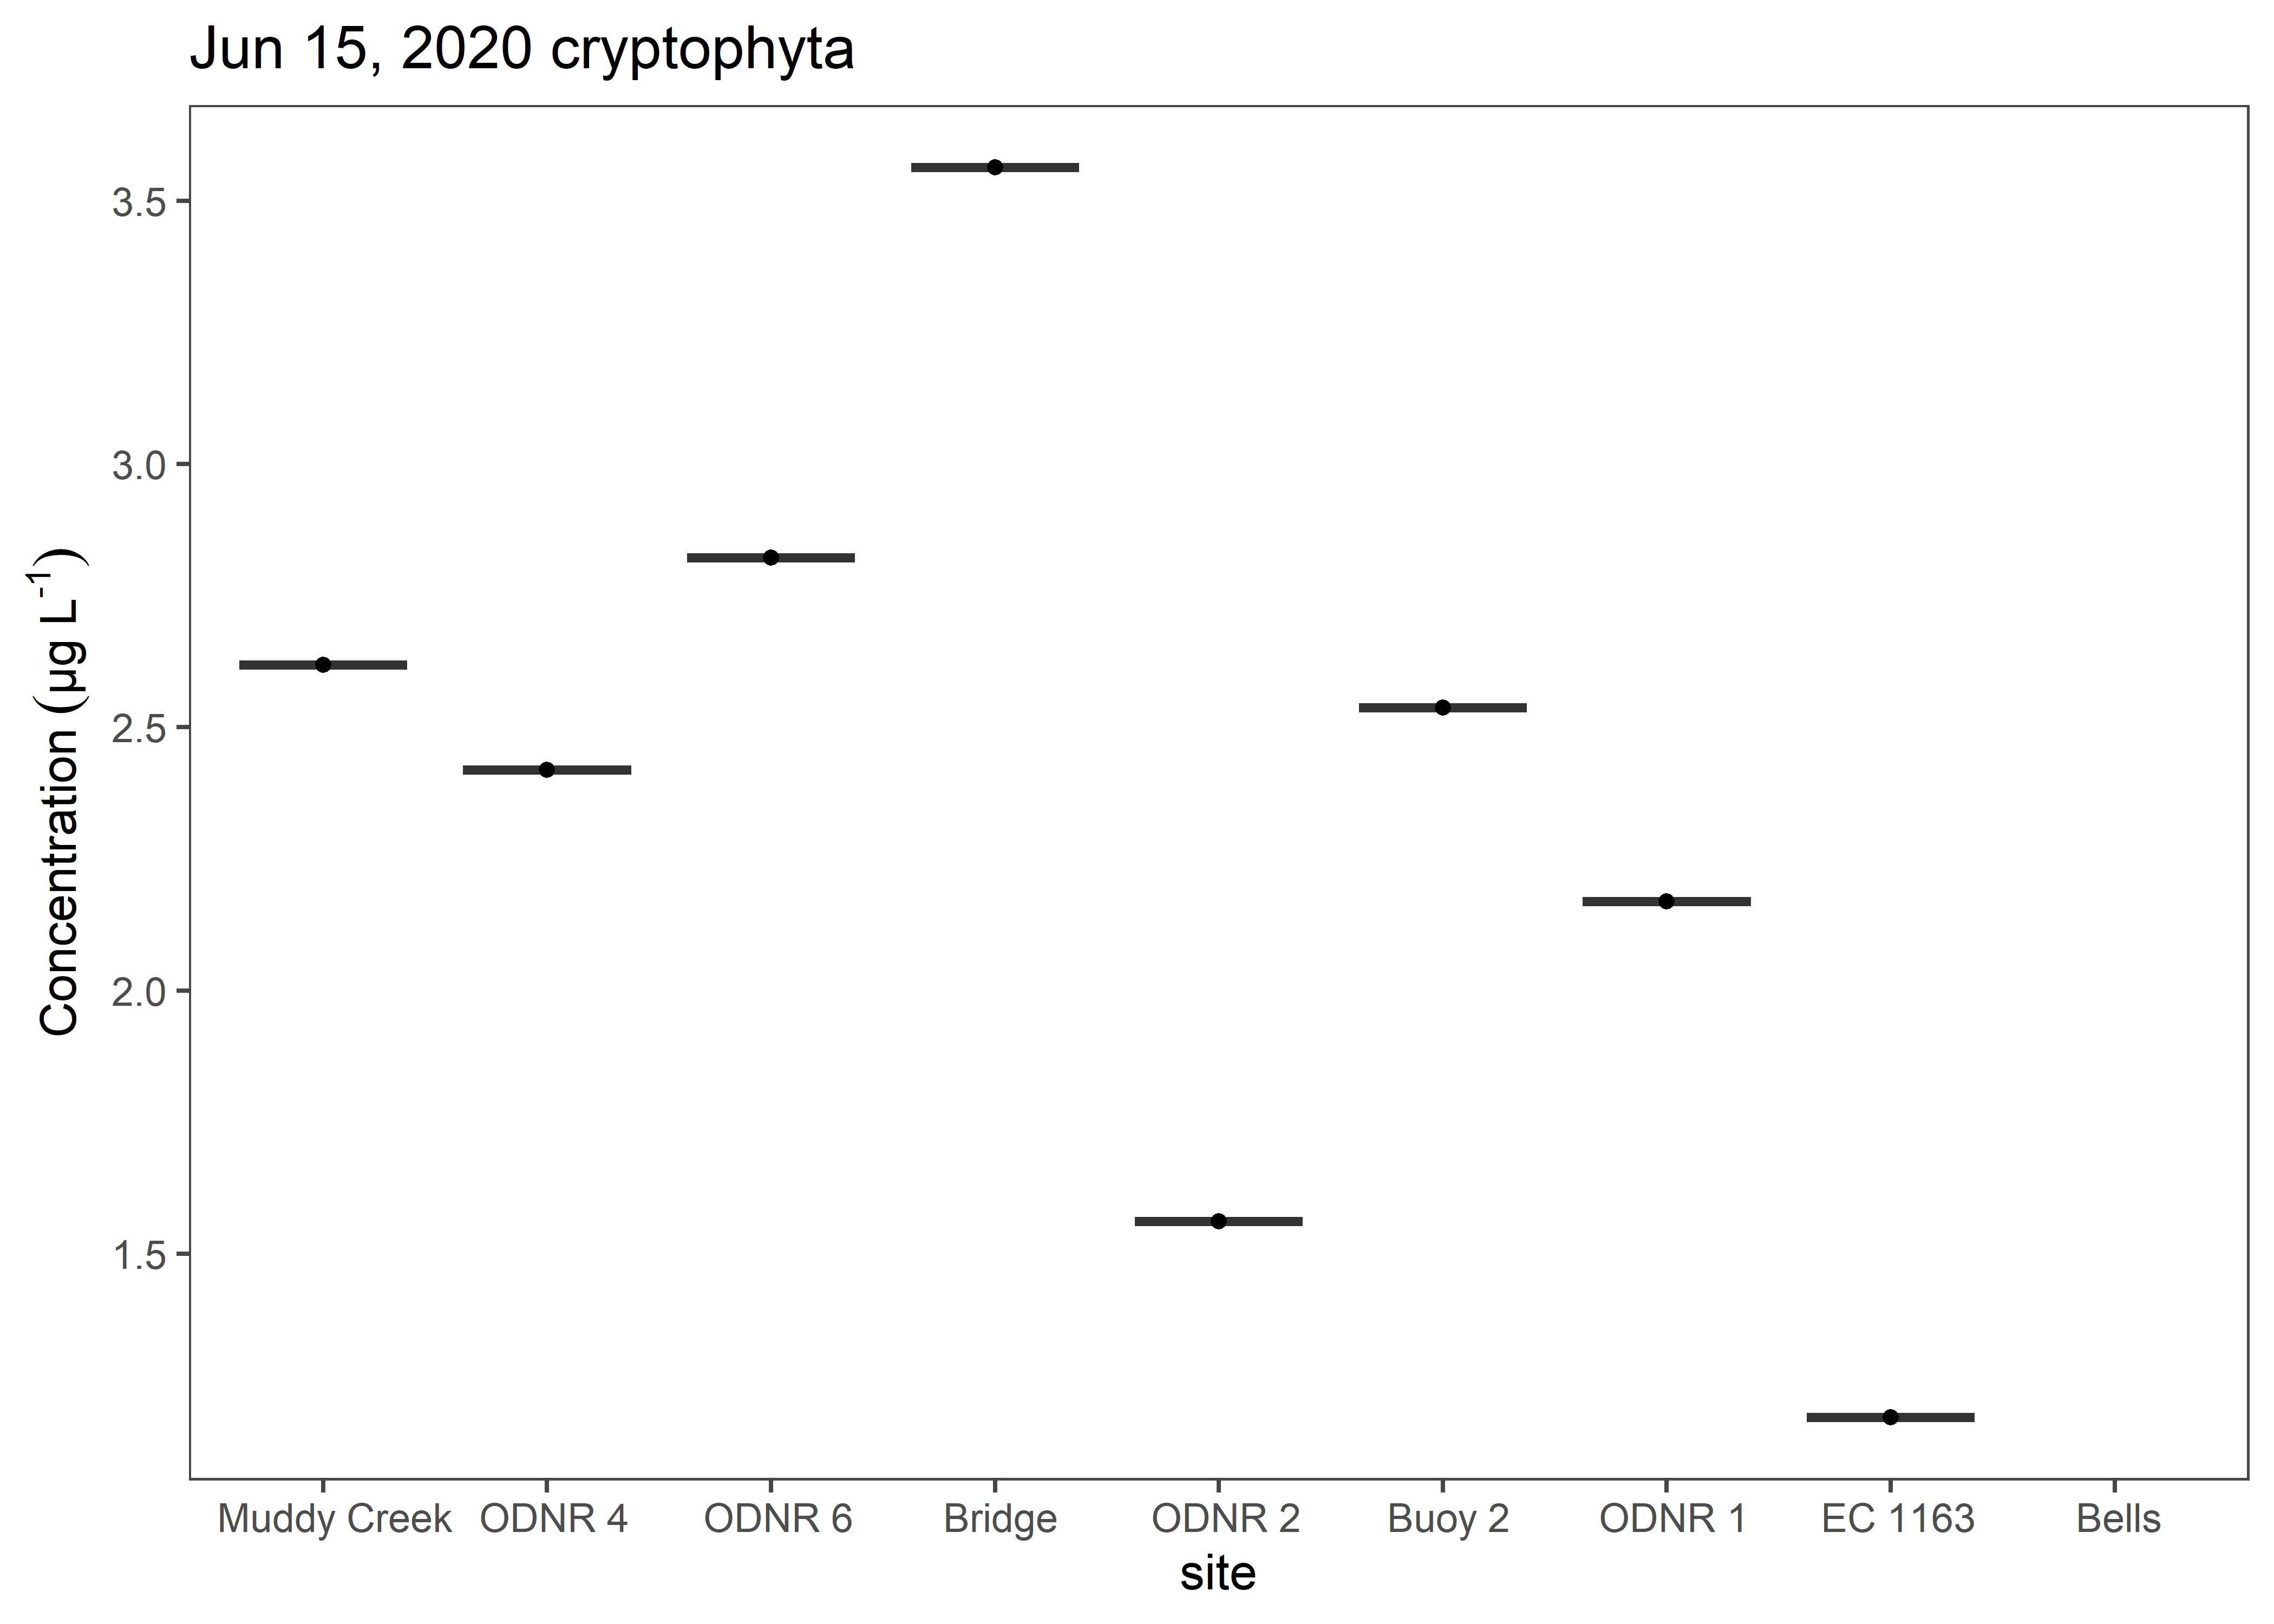 Jun 15, 2020 cryptophyta
Concentration (µg L⁻¹)
3.5
3.0
2.5
2.0
1.5
Muddy Creek ODNR 4 ODNR 6 Bridge ODNR 2 Buoy 2 ODNR 1 EC 1163 Bells
site